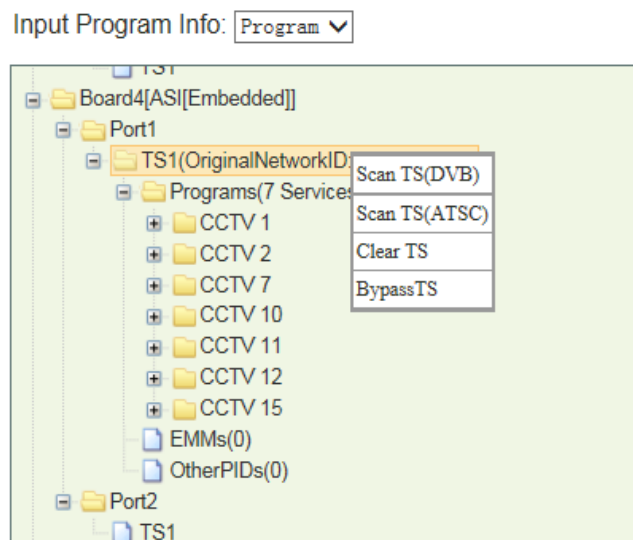 Input Program Info: Program
TS1
Board4[ASI[Embedded]]
Port1
TS1(OriginalNetworkID:
Scan TS(DVB)
Programs(7 Services
Scan TS(ATSC)
CCTV 1
CCTV 2
Clear TS
CCTV 7
BypassTS
CCTV 10
CCTV 11
CCTV 12
CCTV 15
EMMs(0)
OtherPIDs(0)
Port2
TS1